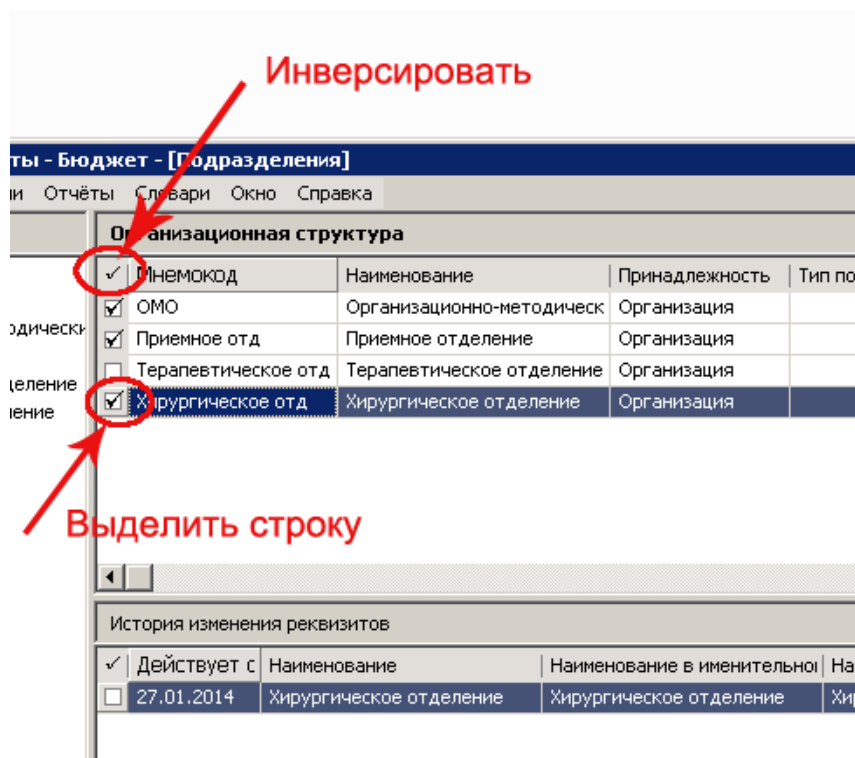 Инверсировать
ты - Бюджет - [Подразделения]
ии Отчёты Словари Окно Справка
Организационная структура
Мнемокод Наименование Принадлежность Тип по
ОМО Организационно-методическ Организация
Приемное отд Приемное отделение Организация
Терапевтическое отд Терапевтическое отделение Организация
Хирургическое отд Хирургическое отделение Организация
одически
деление
ление
Выделить строку
История изменения реквизитов
Действует с Наименование Наименование в именительно На
27.01.2014 Хирургическое отделение Хирургическое отделение Хи